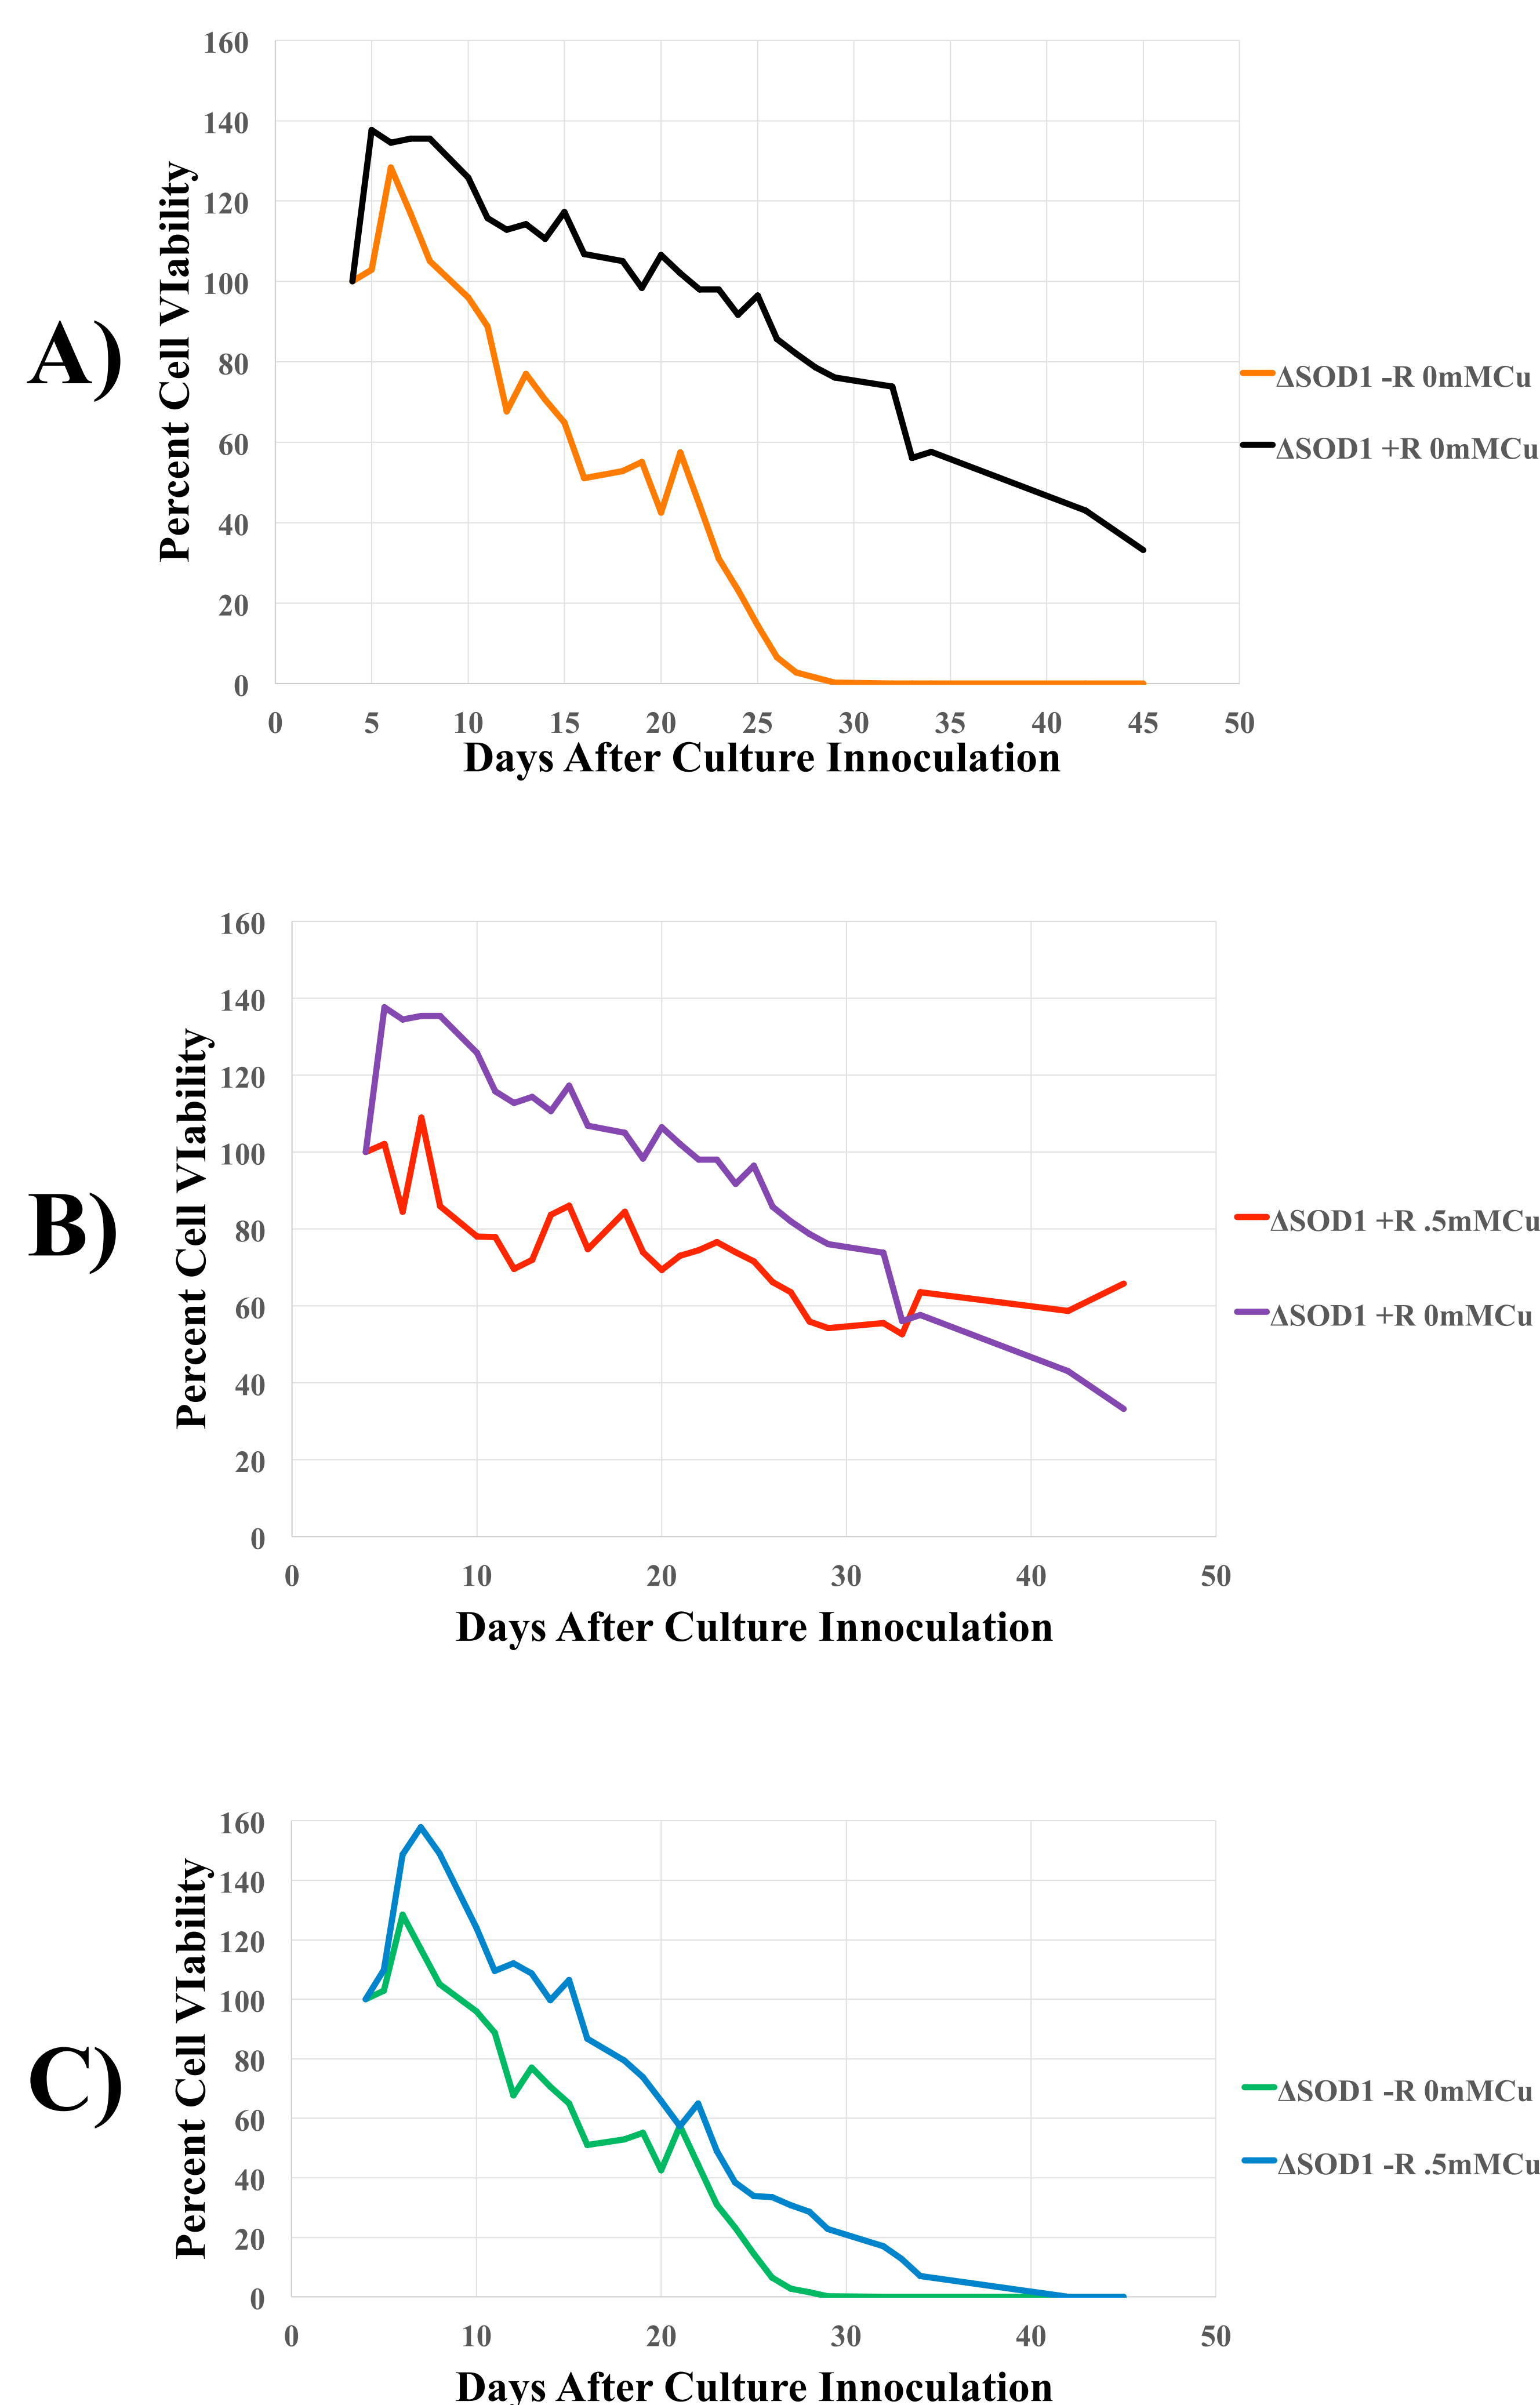 A)
Percent Cell VIability
160
140
120
100
80
60
40
20
0
0 5 10 15 20 25 30 35 40 45 50
Days After Culture Innoculation
ΔSOD1 -R 0mMCu
ΔSOD1 +R 0mMCu
B)
Percent Cell VIability
160
140
120
100
80
60
40
20
0
0 10 20 30 40 50
Days After Culture Innoculation
ΔSOD1 +R .5mMCu
ΔSOD1 +R 0mMCu
C)
Percent Cell VIability
160
140
120
100
80
60
40
20
0
0 10 20 30 40 50
Days After Culture Innoculation
ΔSOD1 -R 0mMCu
ΔSOD1 -R .5mMCu